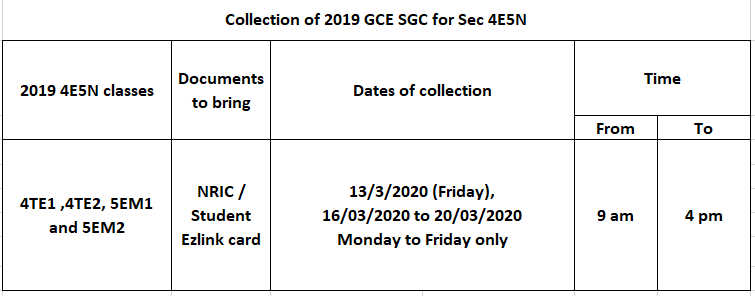 Collection of 2019 GCE SGC for Sec 4E5N
2019 4E5N classes
Documents
to bring
Dates of collection
Time
From
To
4TE1 ,4TE2, 5EM1
and 5EM2
NRIC /
Student
Ezlink card
13/3/2020 (Friday),
16/03/2020 to 20/03/2020
Monday to Friday only
9 am
4 pm